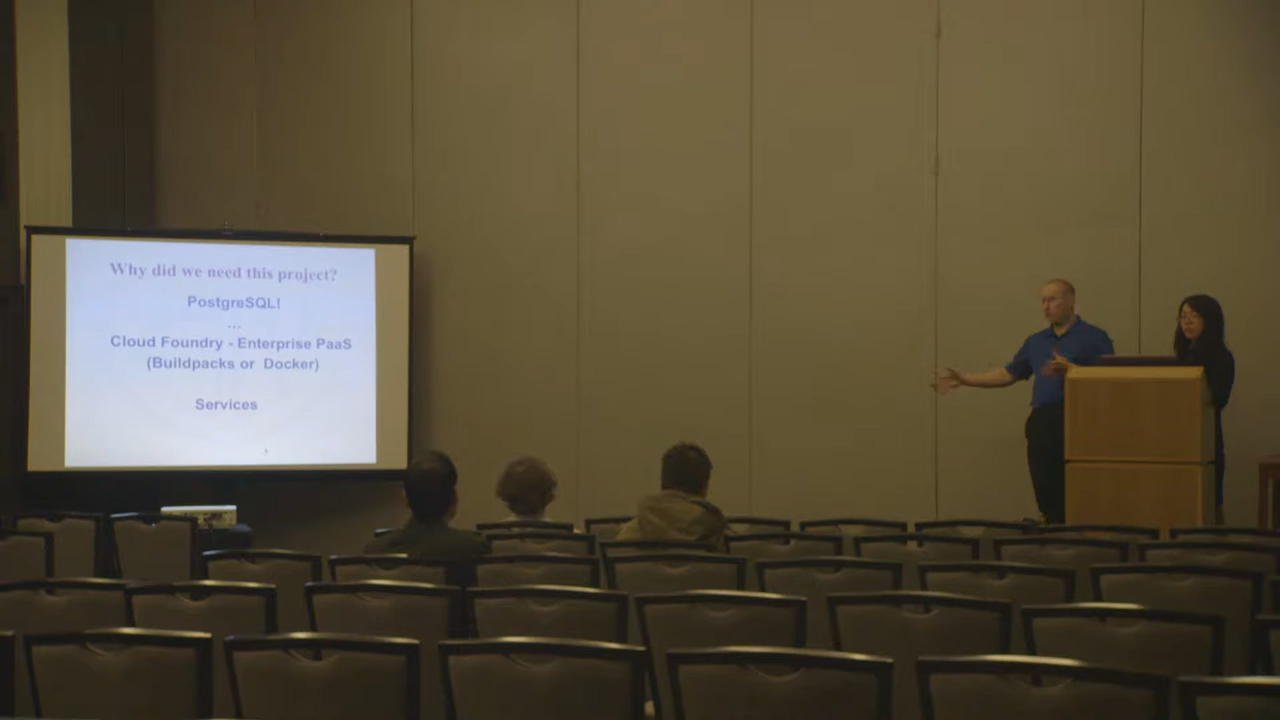 Why did we need this project?
PostgreSQL!
...
Cloud Foundry - Enterprise PaaS
(Buildpacks or Docker)
Services